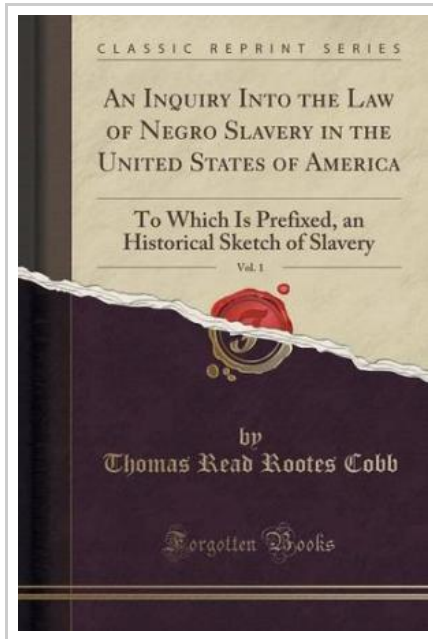 CLASSIC REPRINT SERIES
AN INQUIRY INTO THE LAW
OF NEGRO SLAVERY IN THE
UNITED STATES OF AMERICA
To Which Is Prefixed, an
Historical Sketch of Slavery
Vol. 1
by
Thomas Read Rootes Cobb
Forgotten Books